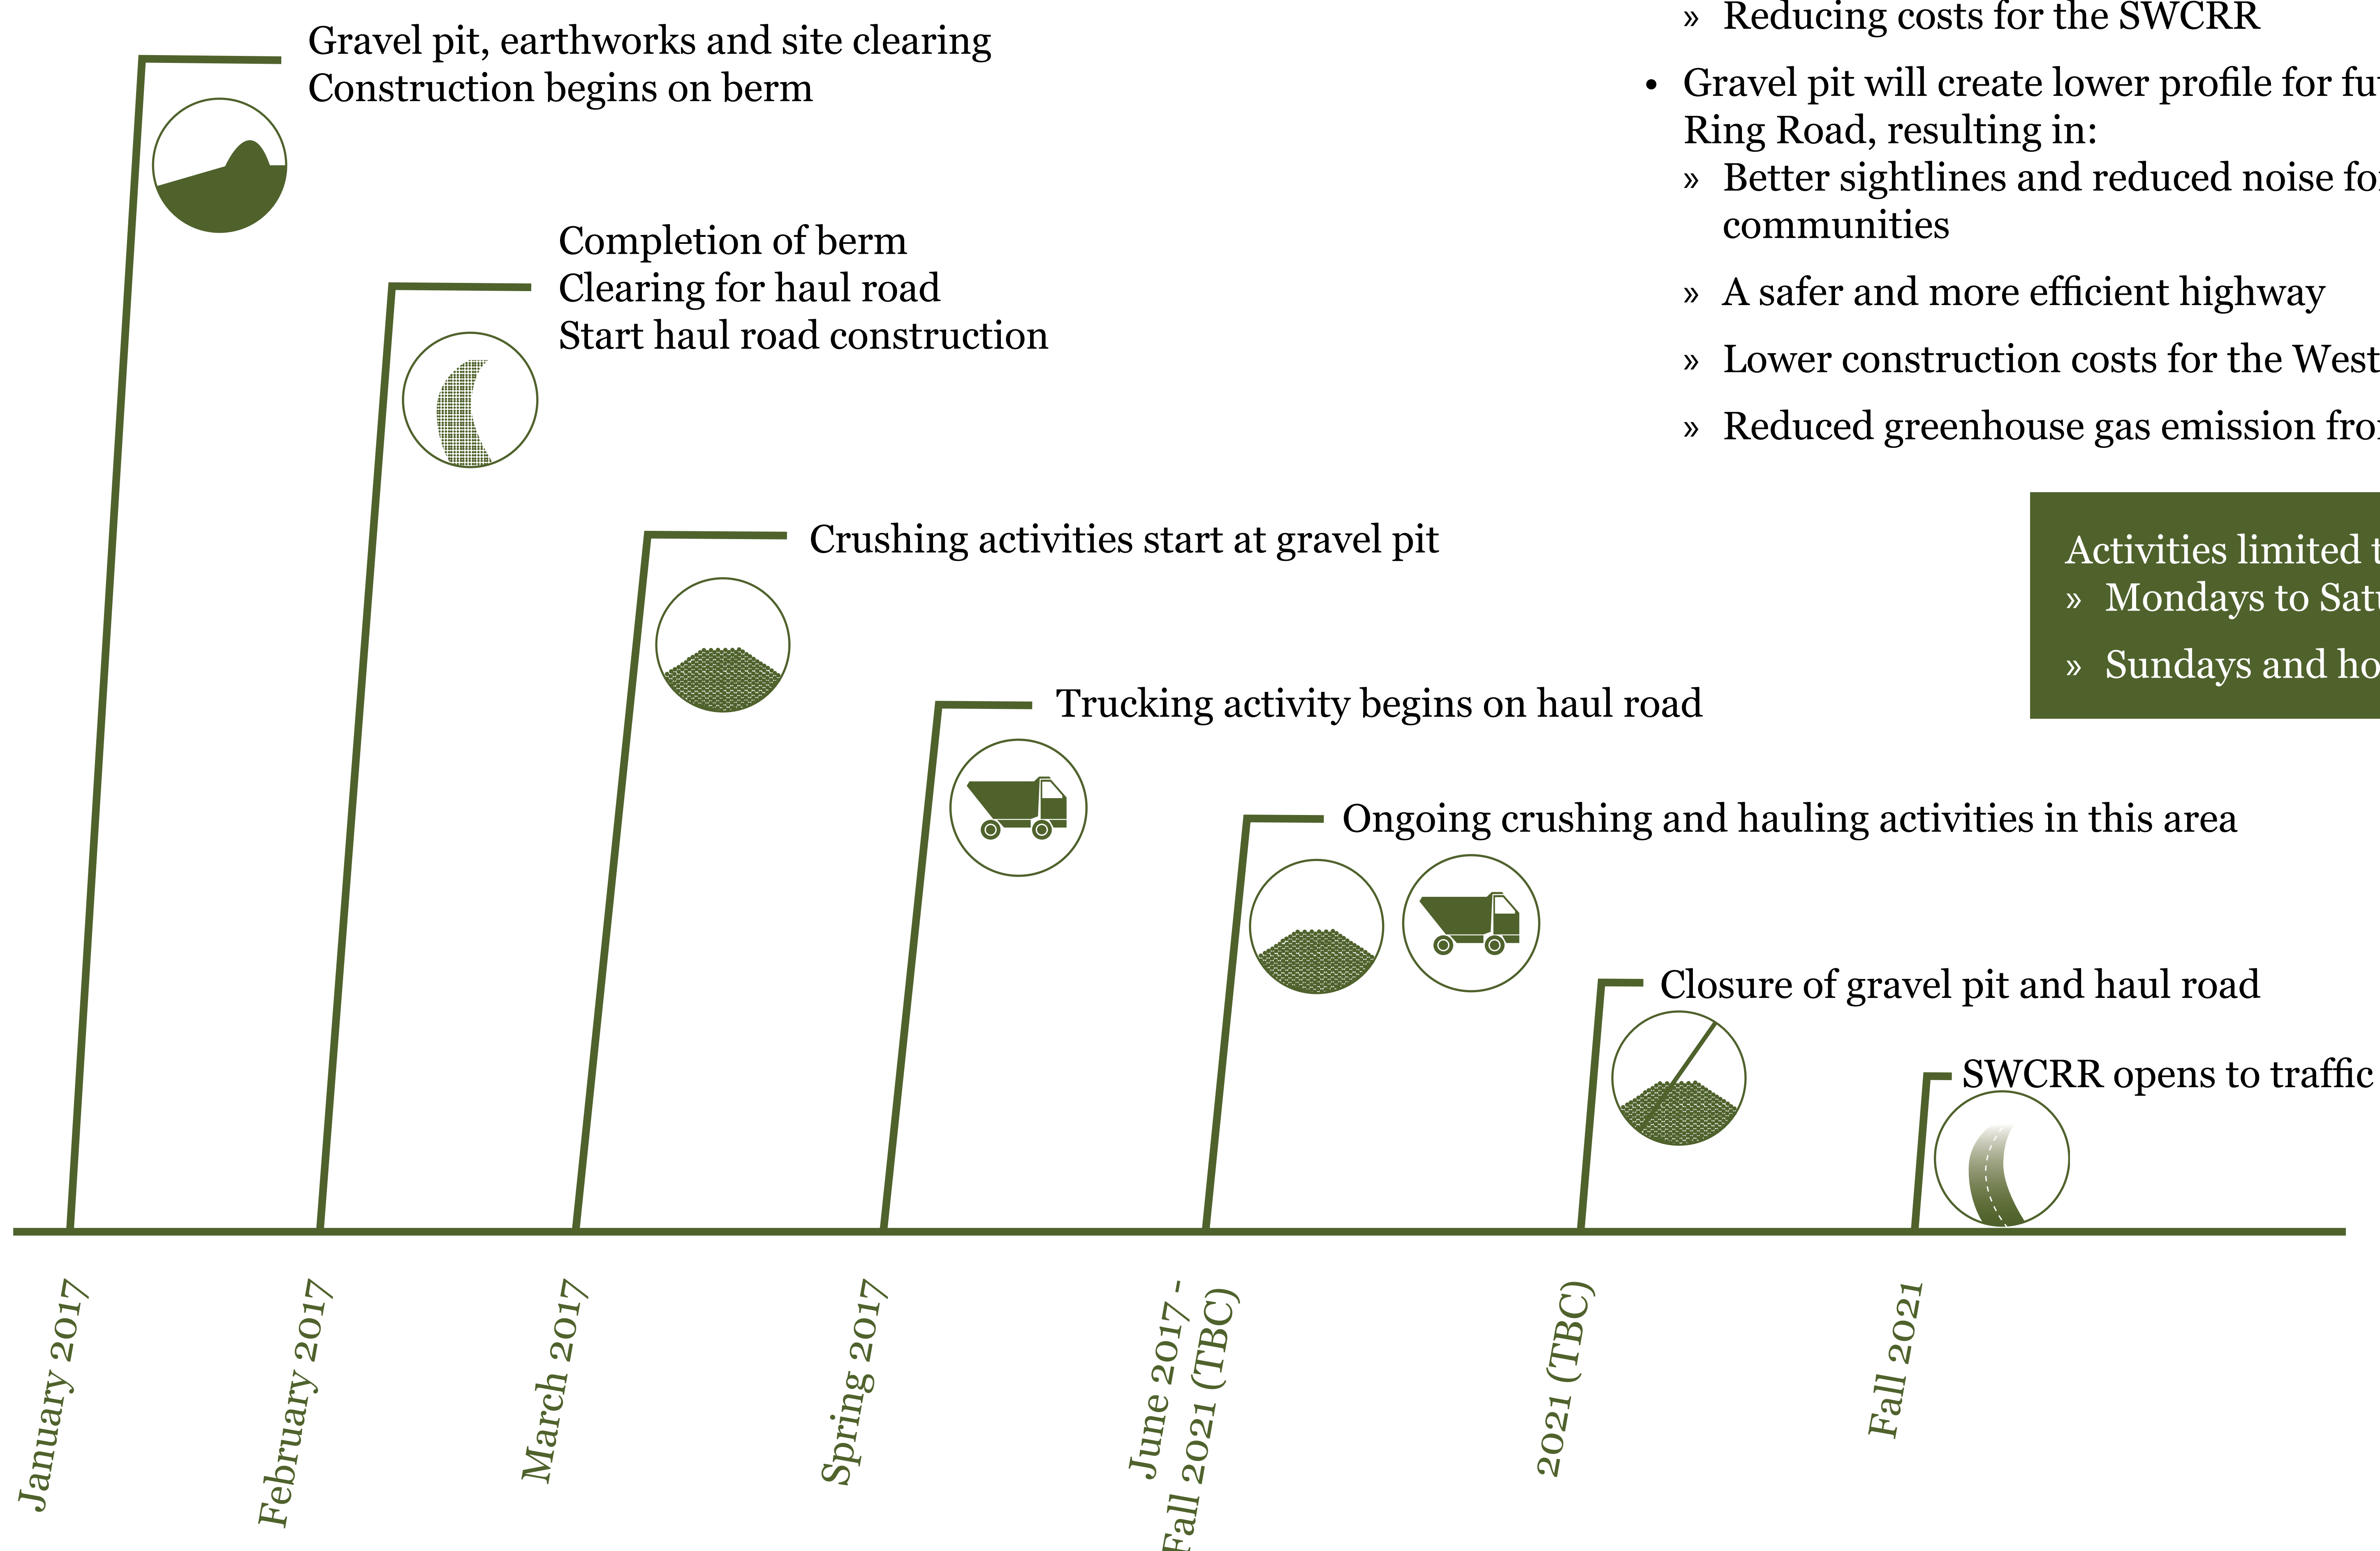 Gravel pit, earthworks and site clearing
Construction begins on berm
Completion of berm
Clearing for haul road
Start haul road construction
Crushing activities start at gravel pit
Trucking activity begins on haul road
Ongoing crushing and hauling activities in this area
Closure of gravel pit and haul road
SWCRR opens to traffic
» Reducing costs for the SWCRR
• Gravel pit will create lower profile for
Ring Road, resulting in:
» Better sightlines and reduced noise
communities
» A safer and more efficient highway
» Lower construction costs for the West
» Reduced greenhouse gas emission
Activities limited
» Mondays to
» Sundays and
January 2017
February 2017
March 2017
Spring 2017
June 2017 -
Fall 2021 (TBC)
2021 (TBC)
Fall 2021